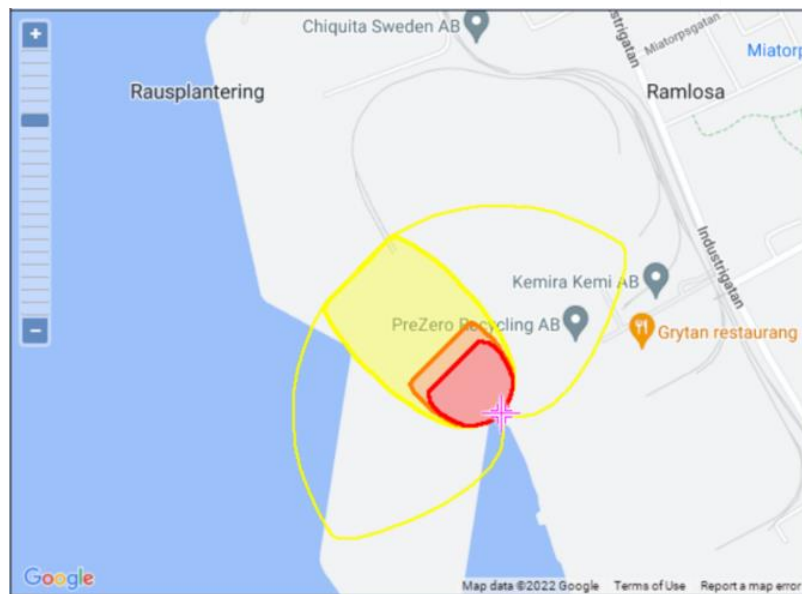 Chiquita Sweden AB
Industrigatan
Miatorpsgatan
Miatorp
Rausplantering
Ramlosa
Industrigatan
Kemira Kemi AB
PreZero Recycling AB
Grytan restaurang
Google
Map data ©2022 Google
Terms of Use
Report a map error